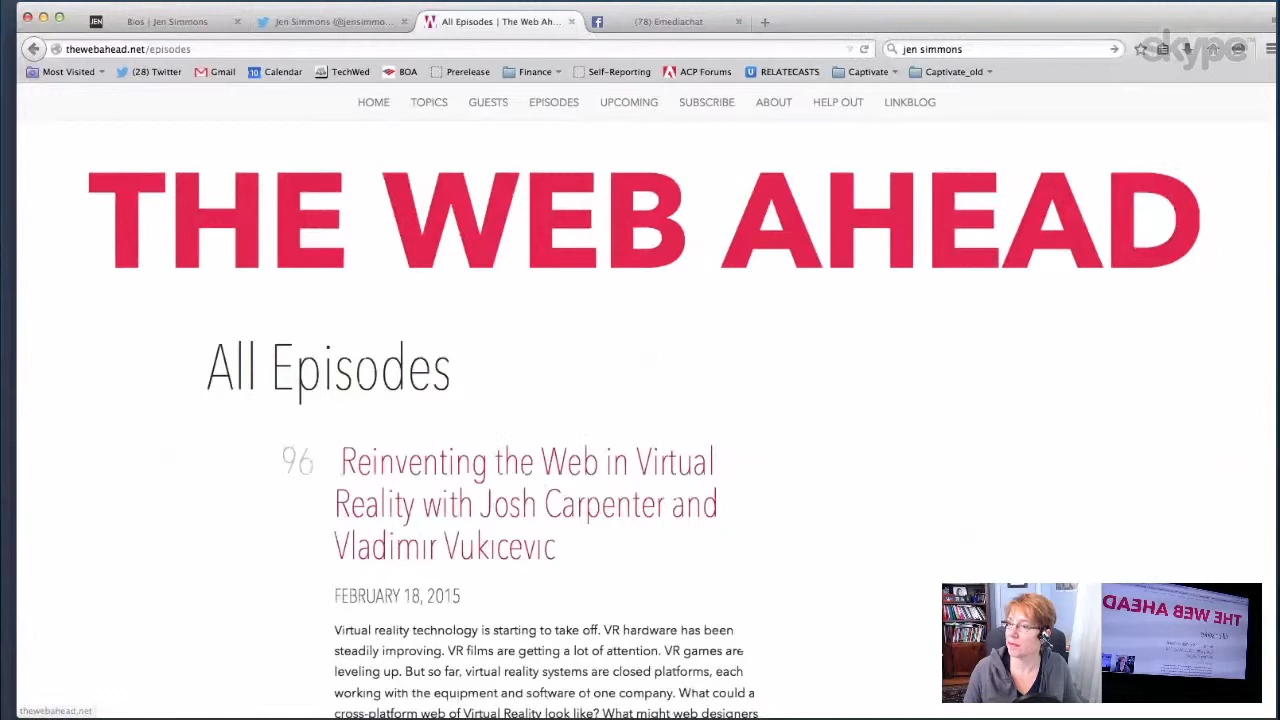 JEN Bios | Jen Simmons
Jen Simmons (@jensimmo...
All Episodes | The Web Ah...
(78) Emediachat
thewebahead.net/episodes
jen simmons
skype
Most Visited
(28) Twitter
Gmail
10 Calendar
TechWed
BOA
Prerelease
Finance
Self-Reporting
ACP Forums
RELATECASTS
Captivate
Captivate_old
HOME TOPICS GUESTS EPISODES UPCOMING SUBSCRIBE ABOUT HELP OUT LINKBLOG
THE WEB AHEAD
All Episodes
96 Reinventing the Web in Virtual
Reality with Josh Carpenter and
Vladimir Vukicevic
FEBRUARY 18, 2015
Virtual reality technology is starting to take off. VR hardware has been
steadily improving. VR films are getting a lot of attention. VR games are
leveling up. But so far, virtual reality systems are closed platforms, each
working with the equipment and software of one company. What could a
cross-platform web of Virtual Reality look like? What might web designers
THE WEB AHEAD
thewebahead.net